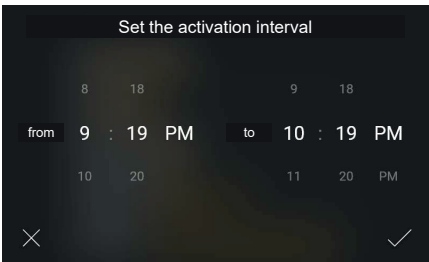 Set the activation interval
8 18 9 18
from 9 : 19 PM to 10 : 19 PM
10 20 11 20 PM